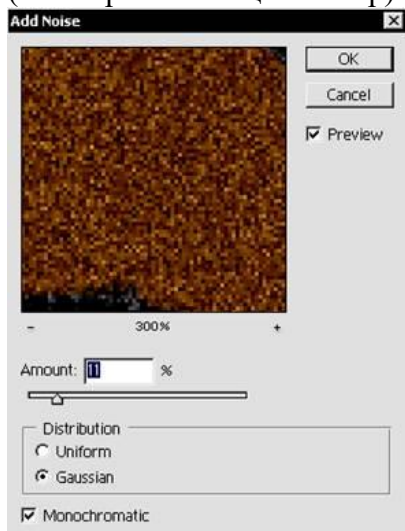 Add Noise
OK
Cancel
Preview
- 300% +
Amount: 11 %
Distribution
Uniform
Gaussian
Monochromatic